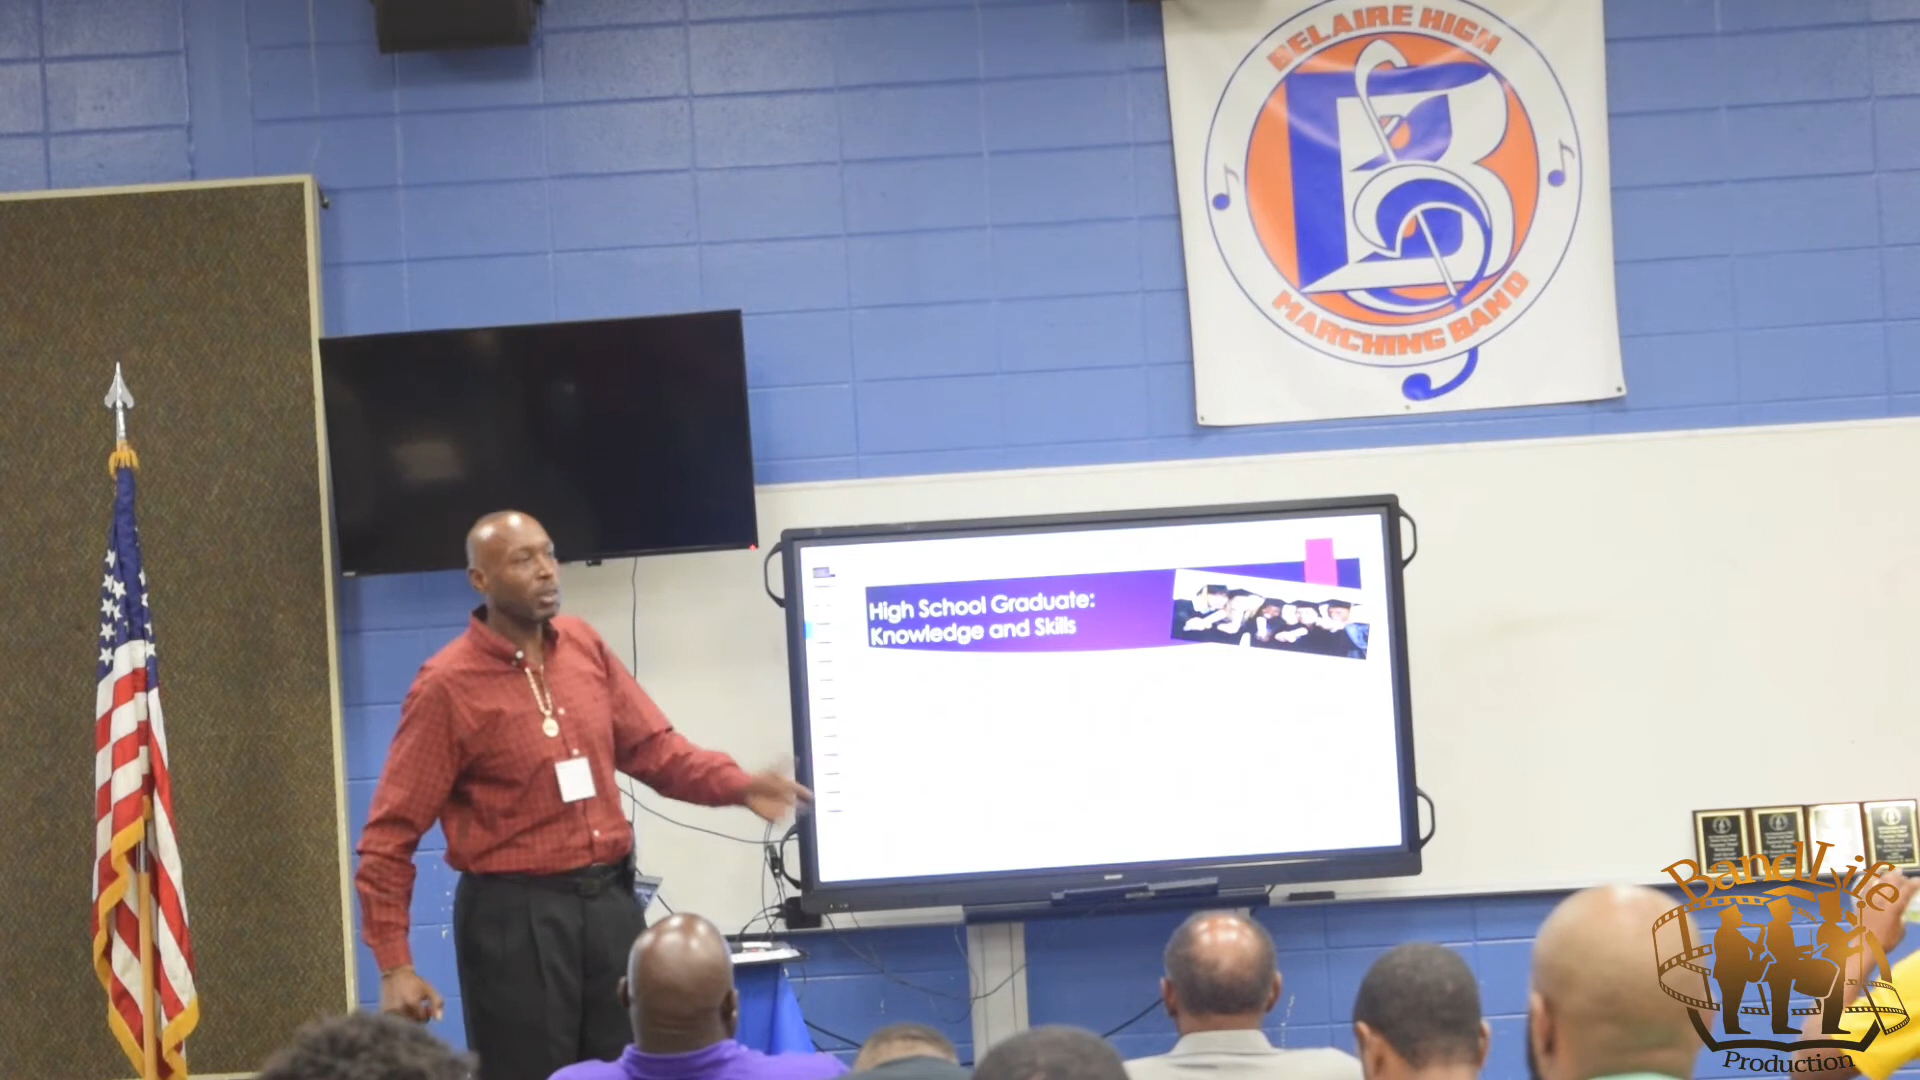 BELAIRE HIGH
B
MARCHING BAND
High School Graduate:
Knowledge and Skills
BandLife
Production